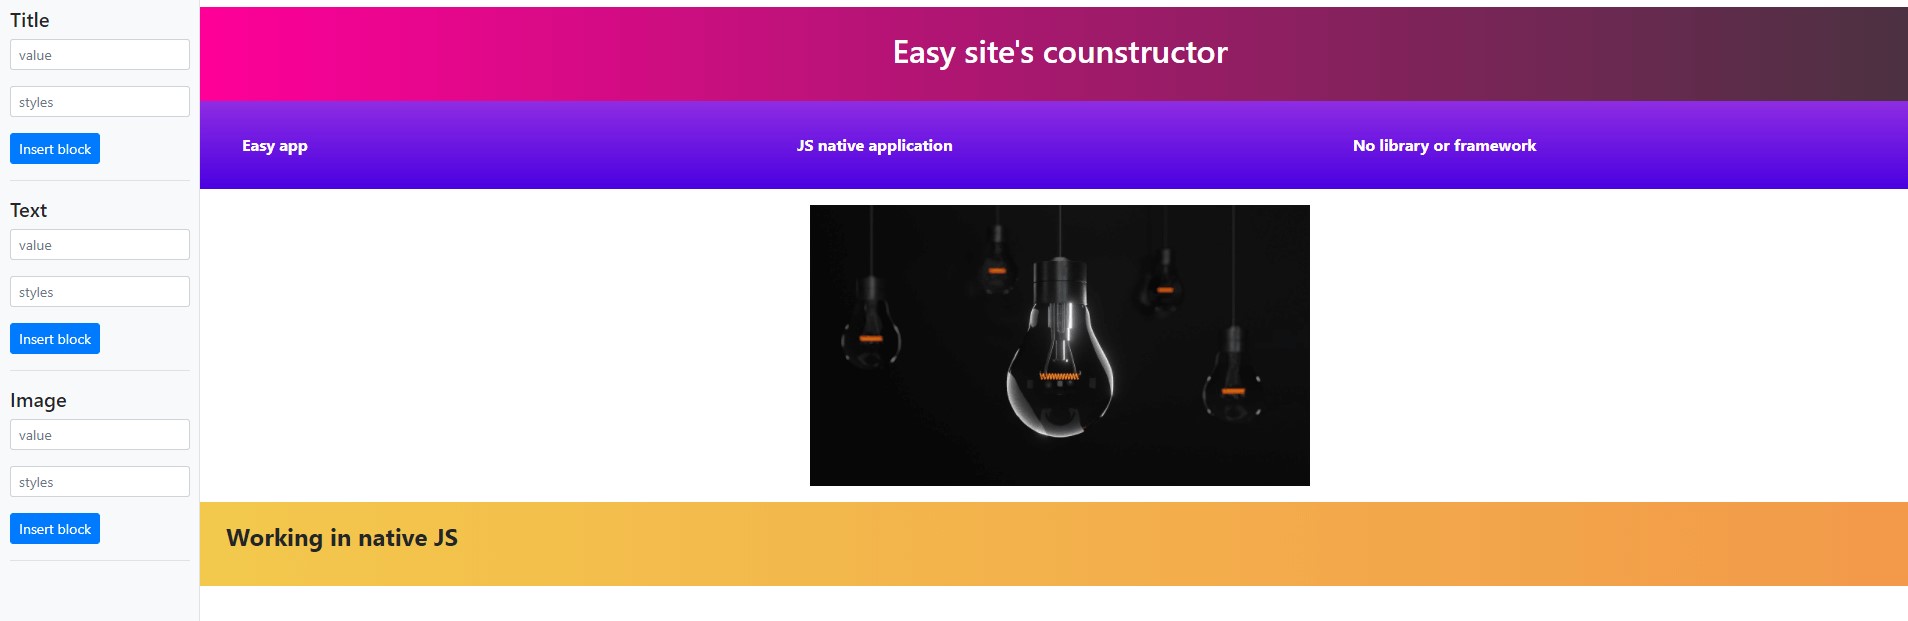 Title
value
styles
Insert block
Text
value
styles
Insert block
Image
value
styles
Insert block
Easy site's counstructor
Easy app
JS native application
No library or framework
Working in native JS